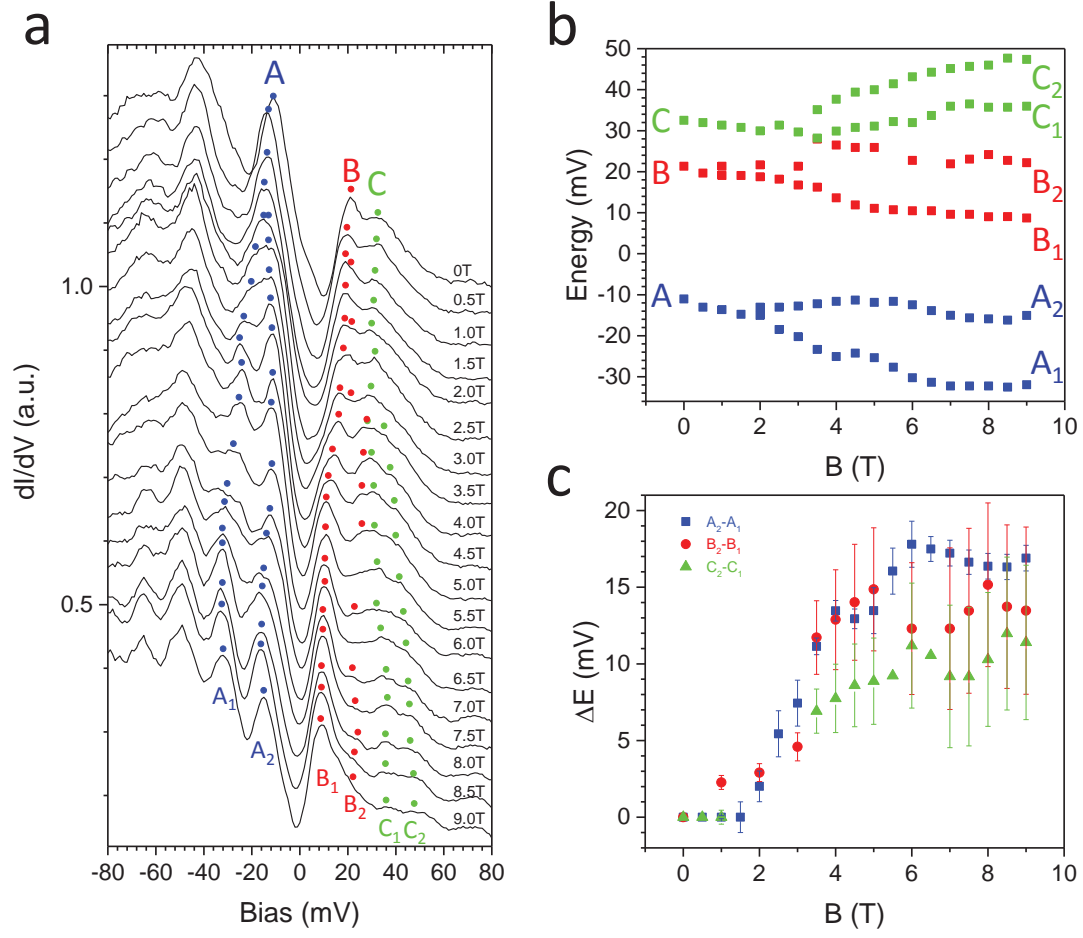 a
A
B
C
0T
0.5T
1.0T
1.5T
2.0T
2.5T
3.0T
3.5T
4.0T
4.5T
5.0T
5.5T
6.0T
6.5T
7.0T
7.5T
8.0T
8.5T
9.0T
A₁
A₂
B₁
B₂
C₁ C₂
1.0
0.5
dI/dV (a.u.)
-80 -60 -40 -20 0 20 40 60 80
Bias (mV)
b
50
40
30
20
10
0
-10
-20
-30
Energy (mV)
C
B
A
C₂
C₁
B₂
B₁
A₂
A₁
0 2 4 6 8 10
B (T)
c
20
15
10
5
0
ΔE (mV)
A₂-A₁
B₂-B₁
C₂-C₁
0 2 4 6 8 10
B (T)